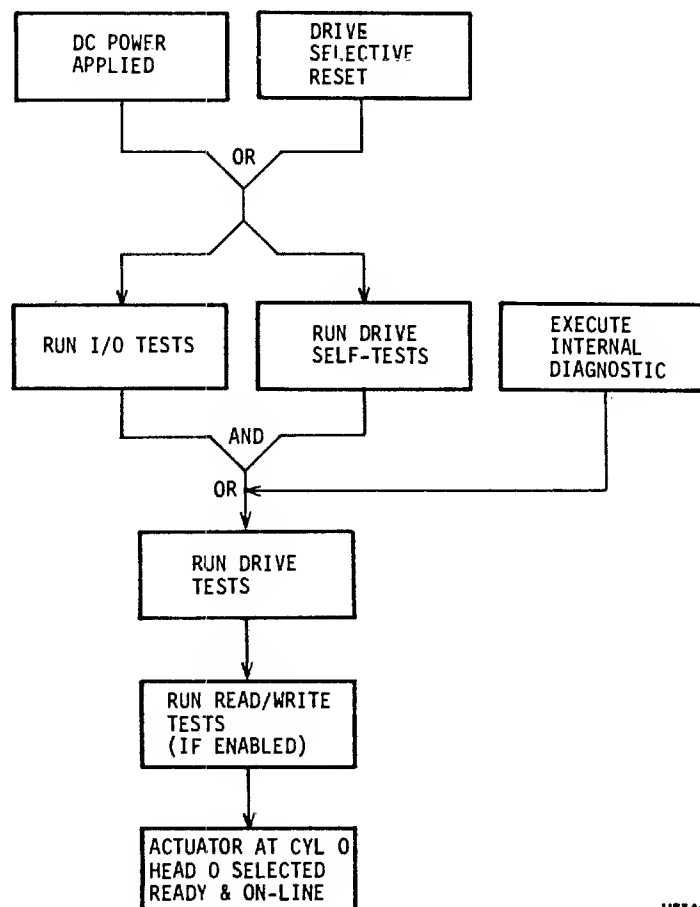 DC POWER
APPLIED
DRIVE
SELECTIVE
RESET
OR
RUN I/O TESTS
RUN DRIVE
SELF-TESTS
EXECUTE
INTERNAL
DIAGNOSTIC
AND
OR
RUN DRIVE
TESTS
RUN READ/WRITE
TESTS
(IF ENABLED)
ACTUATOR AT CYL 0
HEAD 0 SELECTED
READY & ON-LINE